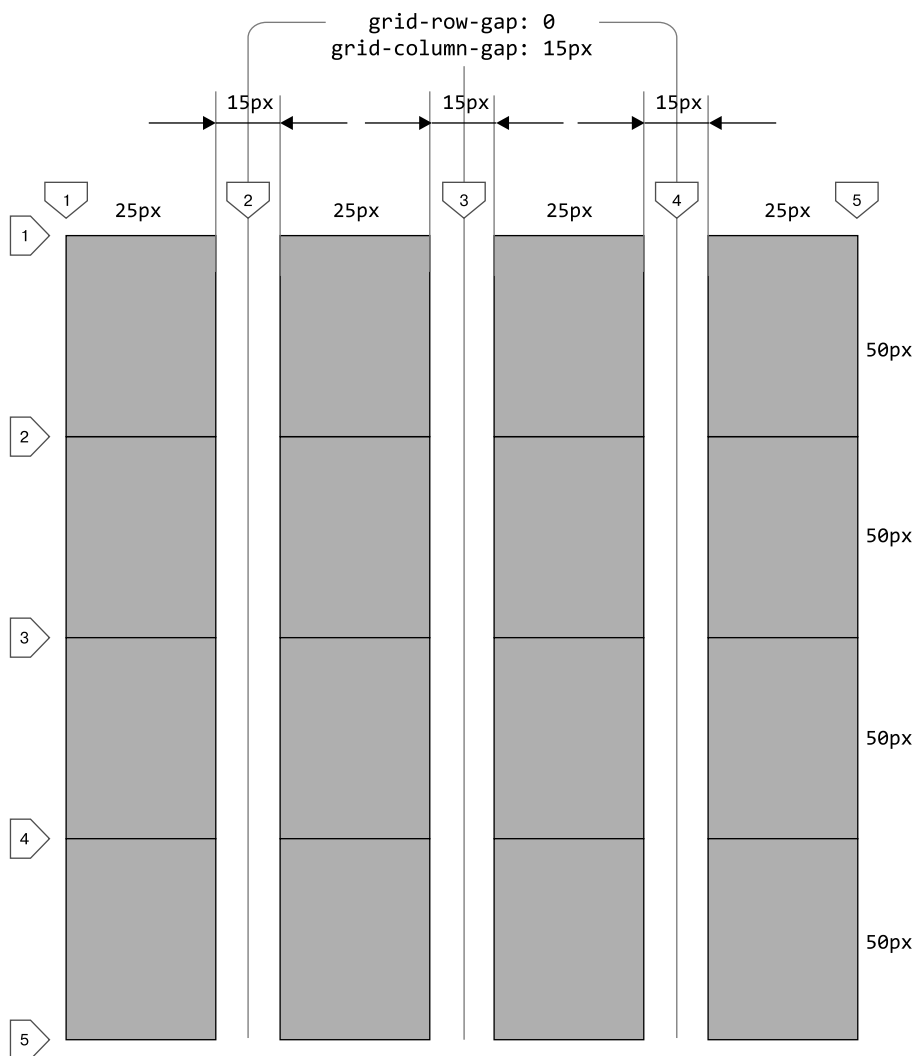 grid-row-gap: 0
grid-column-gap: 15px
15px 15px 15px
1 2 3 4 5
25px 25px 25px 25px
1
50px
2
50px
3
50px
4
50px
5